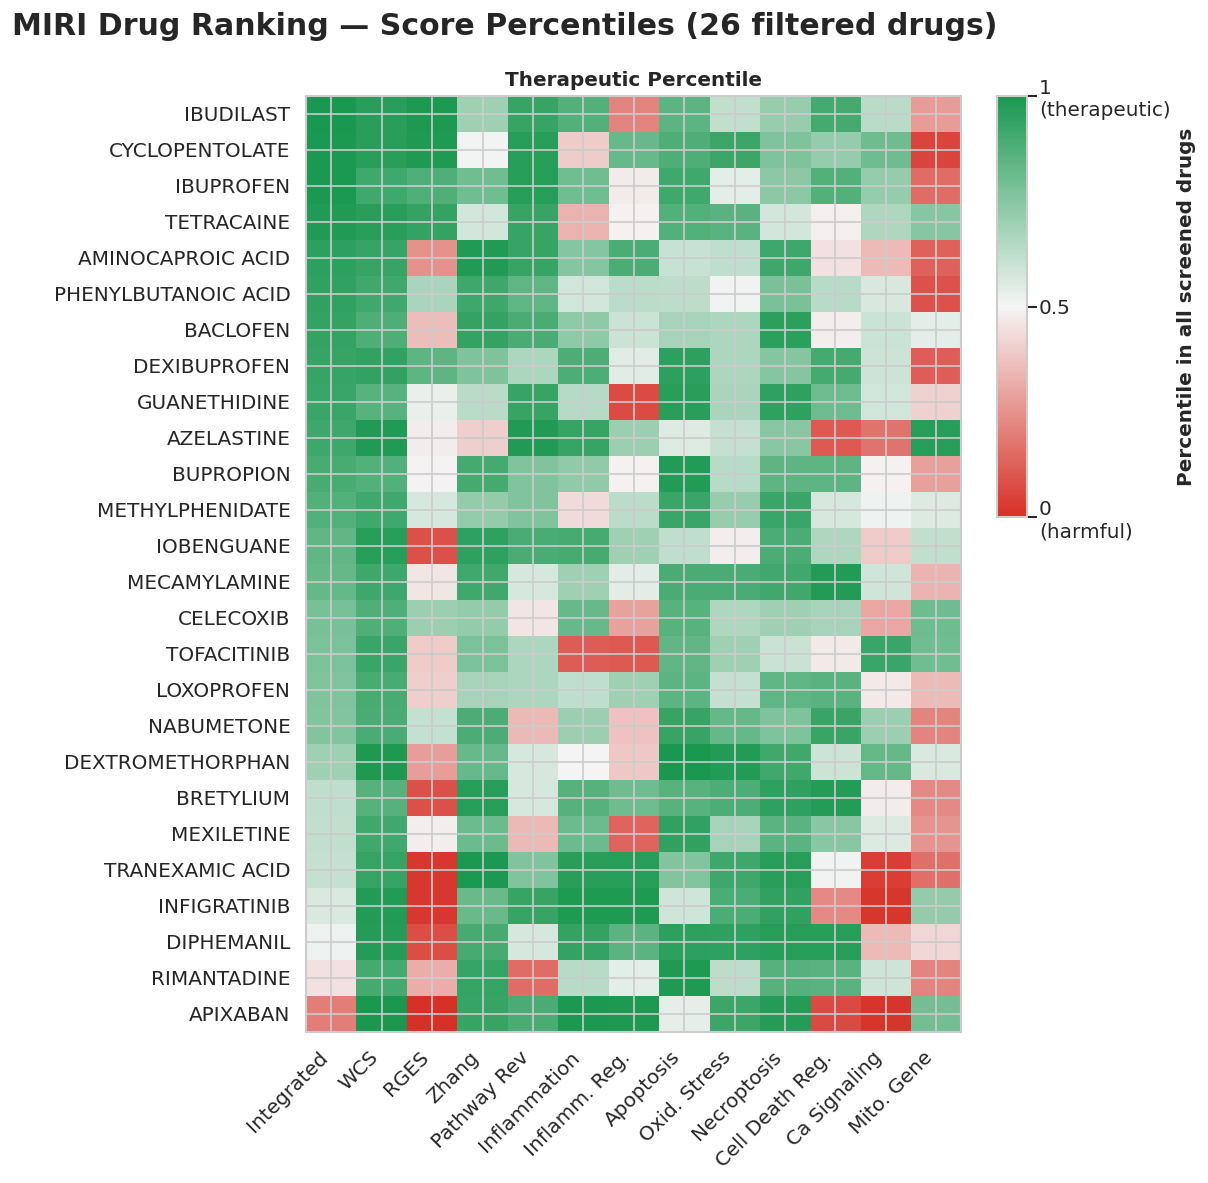 MIRI Drug Ranking — Score Percentiles (26 filtered drugs)
Therapeutic Percentile
IBUDILAST
CYCLOPENTOLATE
IBUPROFEN
TETRACAINE
AMINOCAPROIC ACID
PHENYLBUTANOIC ACID
BACLOFEN
DEXIBUPROFEN
GUANETHIDINE
AZELASTINE
BUPROPION
METHYLPHENIDATE
IOBENGUANE
MECAMYLAMINE
CELECOXIB
TOFACITINIB
LOXOPROFEN
NABUMETONE
DEXTROMETHORPHAN
BRETYLIUM
MEXILETINE
TRANEXAMIC ACID
INFIGRATINIB
DIPHEMANIL
RIMANTADINE
APIXABAN
Integrated
WCS
RGES
Zhang
Pathway Rev
Inflammation
Inflamm. Reg.
Apoptosis
Oxid. Stress
Necroptosis
Cell Death Reg.
Ca Signaling
Mito. Gene
1
(therapeutic)
0.5
0
(harmful)
Percentile in all screened drugs